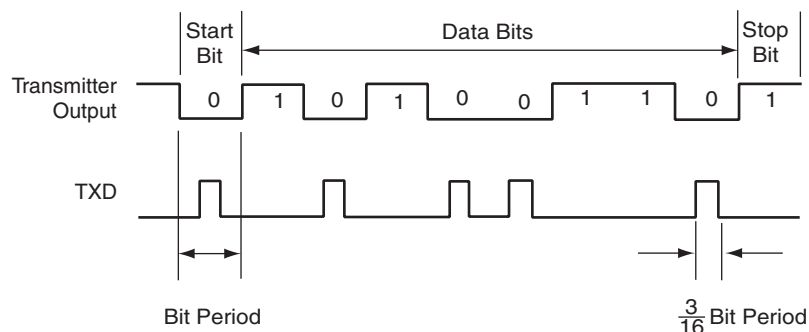 Start
Bit
Data Bits
Stop
Bit
Transmitter
Output
0 1 0 1 0 0 1 1 0 1
TXD
Bit Period
3
16 Bit Period